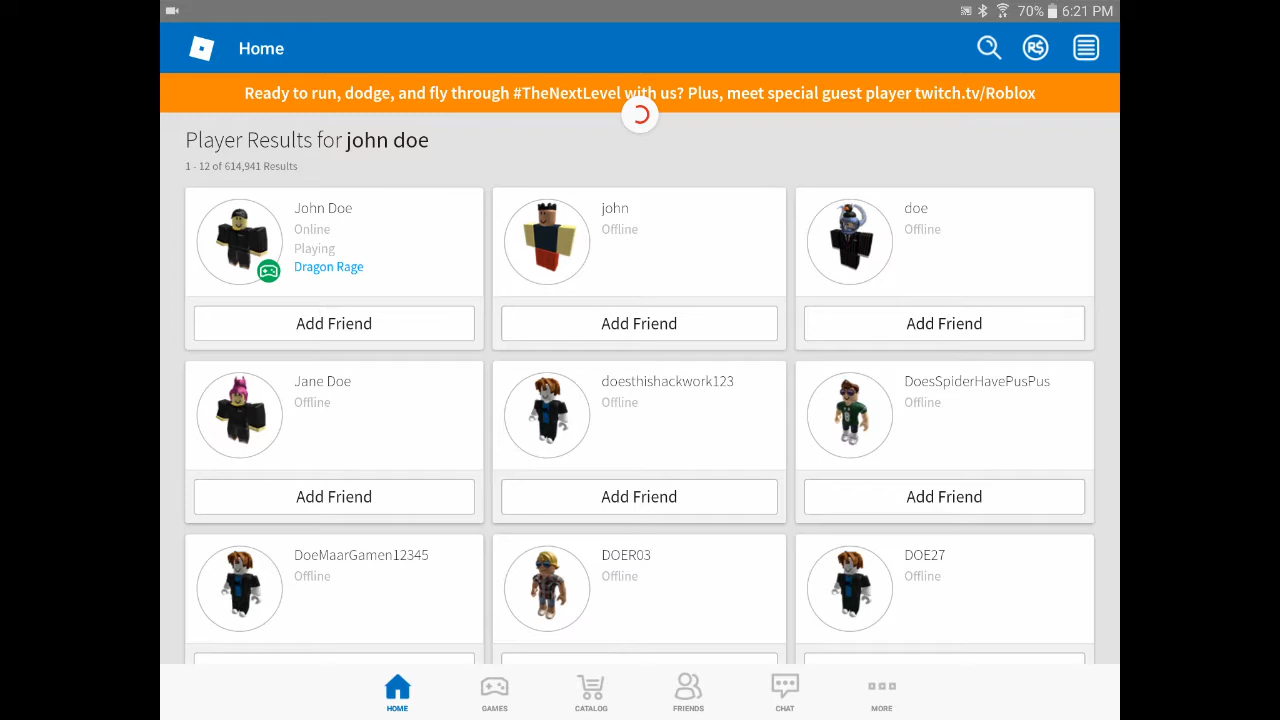 70% 6:21 PM
Home
R$
Ready to run, dodge, and fly through #TheNextLevel with us? Plus, meet special guest player twitch.tv/Roblox
Player Results for john doe
1 - 12 of 614,941 Results
John Doe
Online
Playing
Dragon Rage
Add Friend
john
Offline
Add Friend
doe
Offline
Add Friend
Jane Doe
Offline
Add Friend
doesthishackwork123
Offline
Add Friend
DoesSpiderHavePusPus
Offline
Add Friend
DoeMaarGamen12345
Offline
DOER03
Offline
DOE27
Offline
HOME
GAMES
CATALOG
FRIENDS
CHAT
MORE